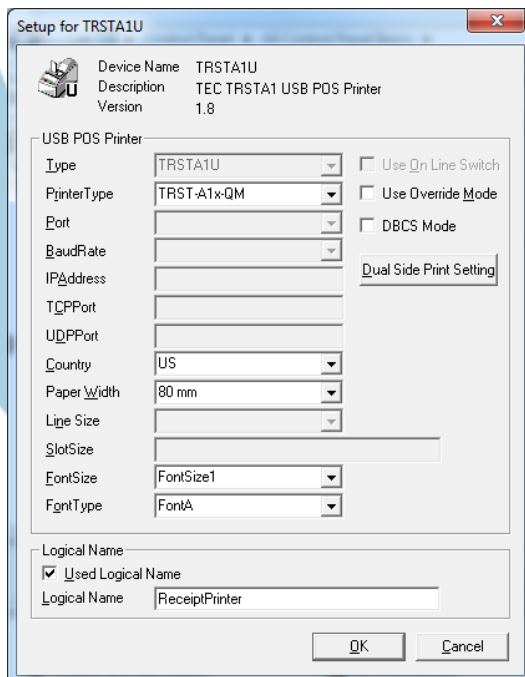 Setup for TRSTA1U
Device Name TRSTA1U
Description TEC TRSTA1 USB POS Printer
Version 1.8
U
USB POS Printer
Type TRSTA1U Use On Line Switch
PrinterType TRST-A1x-QM Use Override Mode
Port DBCS Mode
BaudRate
IPAddress Dual Side Print Setting
TCPPort
UDPPort
Country US
Paper Width 80 mm
Line Size
SlotSize
FontSize FontSize1
FontType FontA
Logical Name
Used Logical Name
Logical Name ReceiptPrinter
OK Cancel